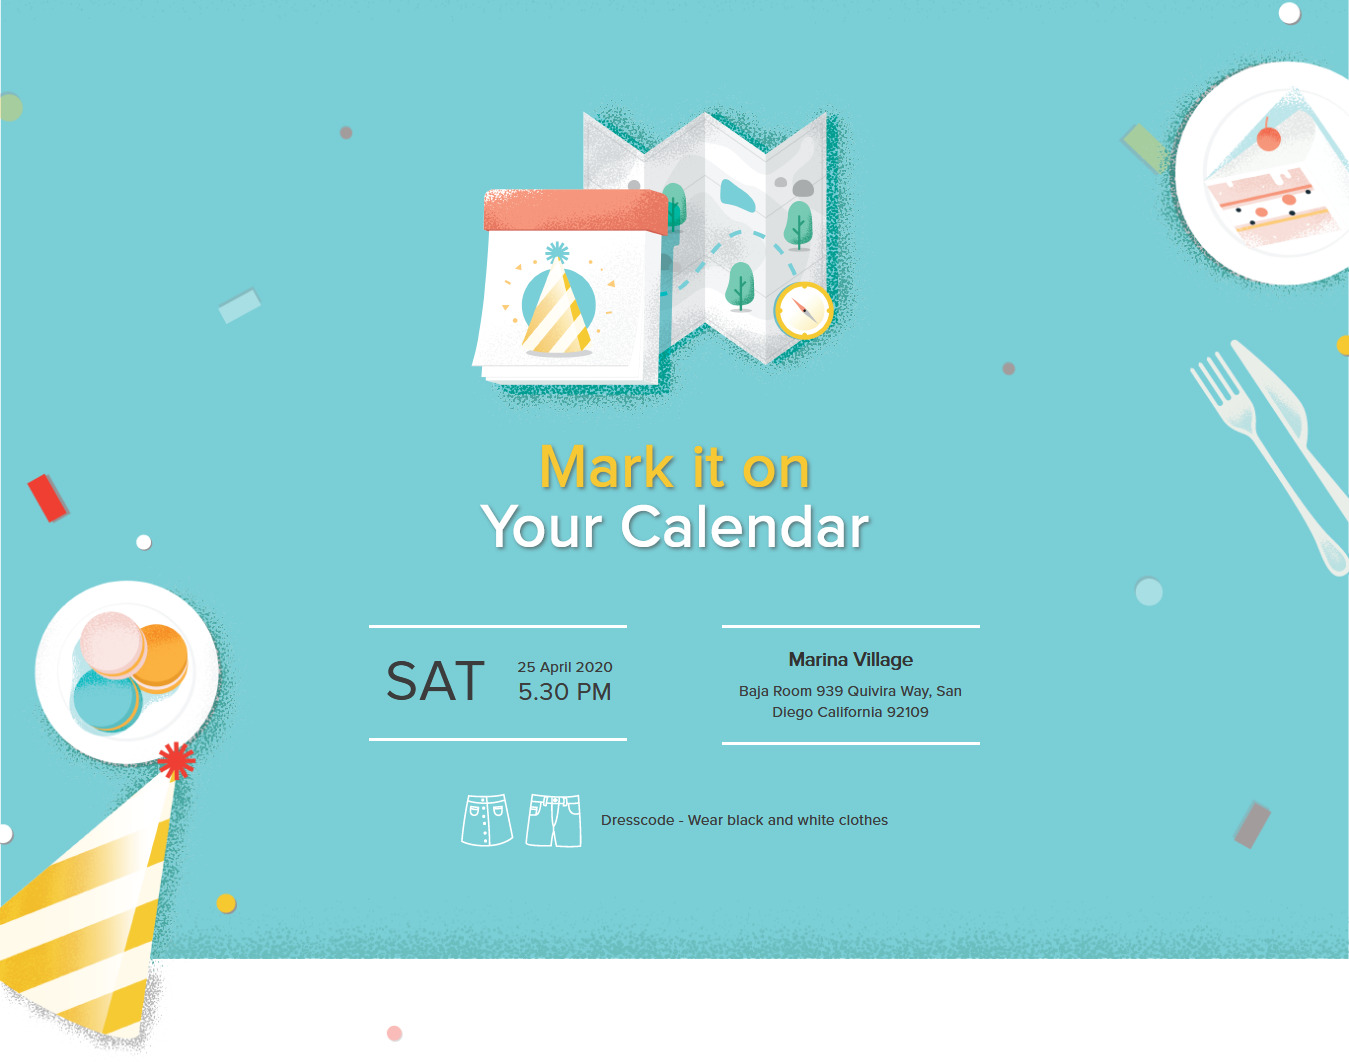 Mark it on
Your Calendar
SAT
25 April 2020
5.30 PM
Marina Village
Baja Room 939 Quivira Way, San
Diego California 92109
Dresscode - Wear black and white clothes